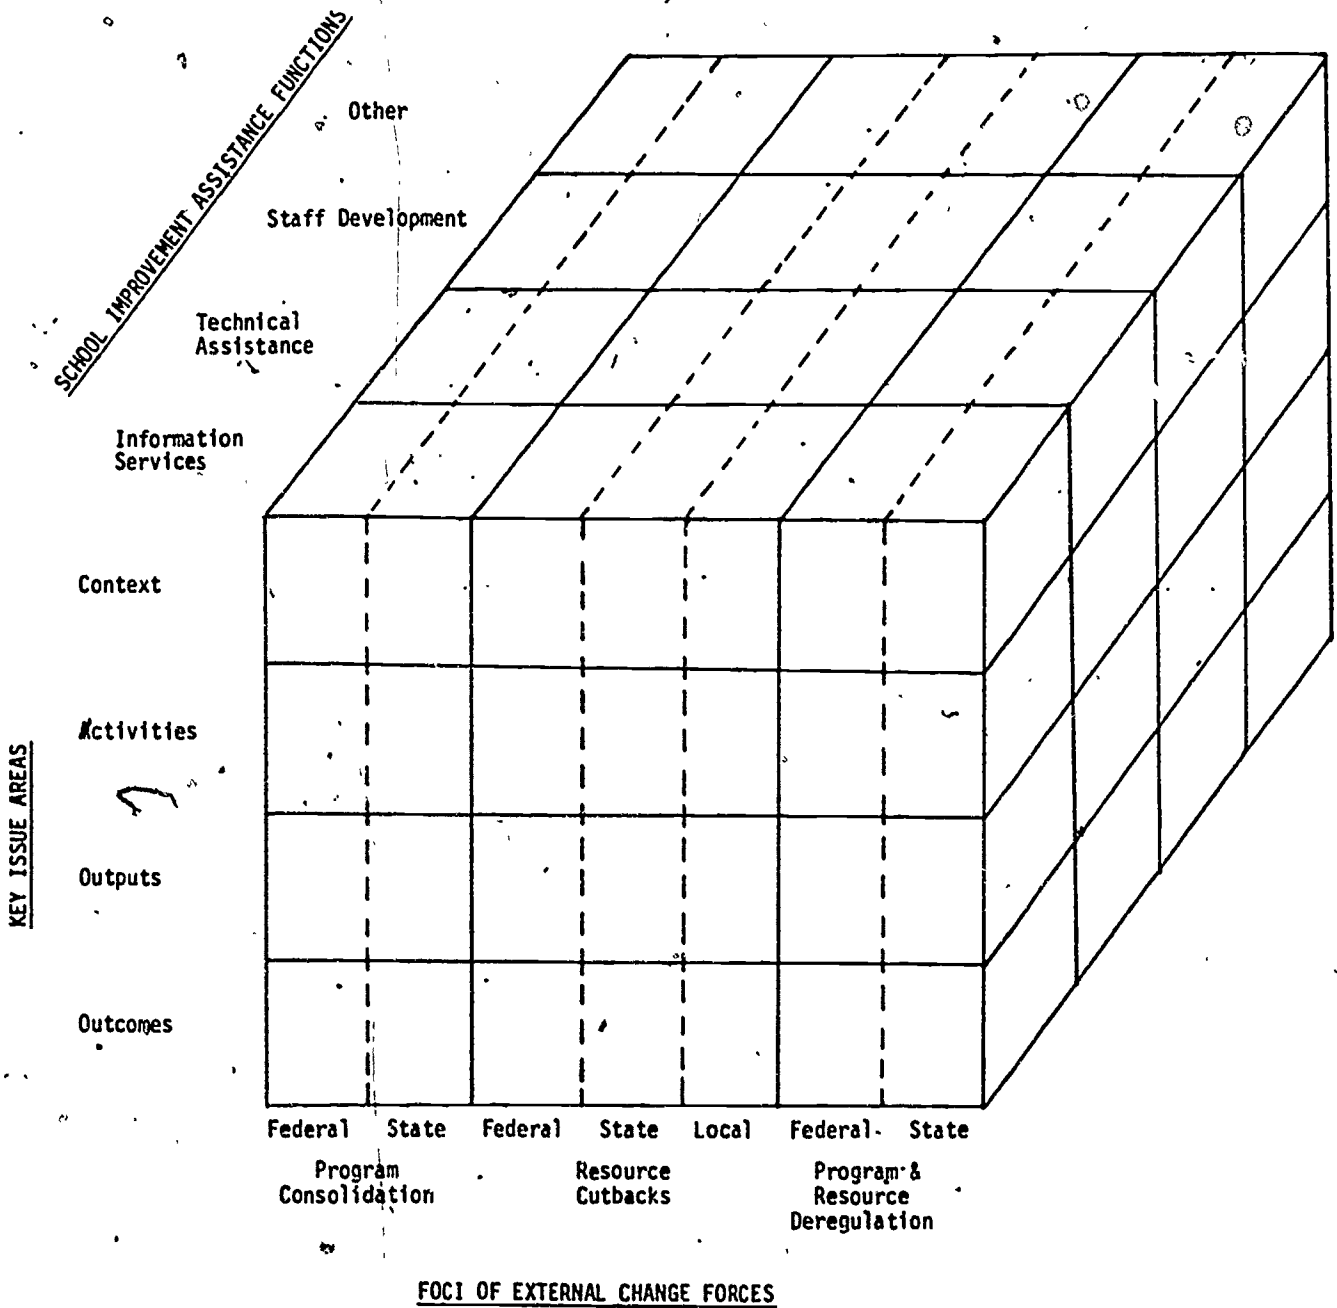 SCHOOL IMPROVEMENT ASSISTANCE FUNCTIONS
Other
Staff Development
Technical
Assistance
Information
Services
KEY ISSUE AREAS
Context
Activities
Outputs
Outcomes
Federal State Federal State Local Federal State
Program
Consolidation
Resource
Cutbacks
Program &
Resource
Deregulation
FOCI OF EXTERNAL CHANGE FORCES